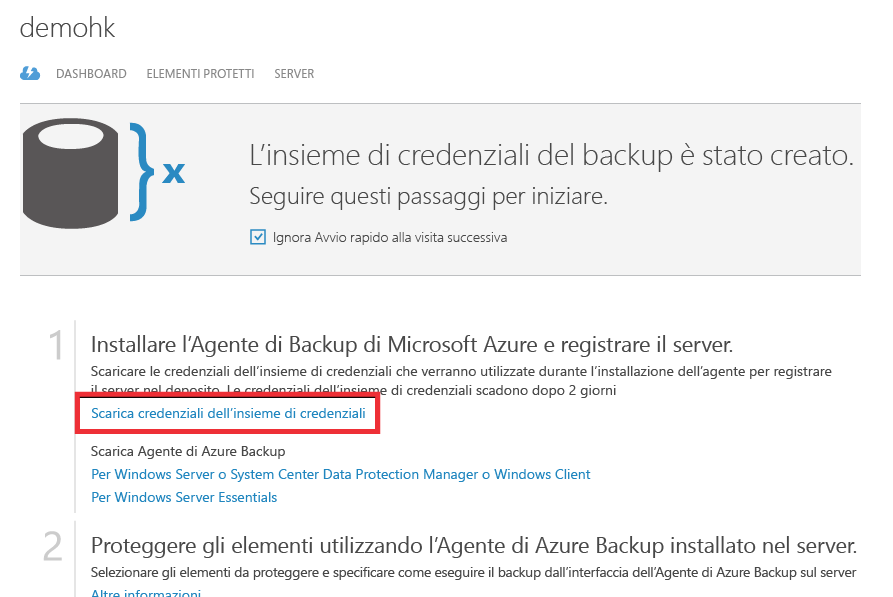 demohk
DASHBOARD ELEMENTI PROTETTI SERVER
} x
L'insieme di credenziali del backup è stato creato.
Seguire questi passaggi per iniziare.
Ignora Avvio rapido alla visita successiva
1
Installare l'Agente di Backup di Microsoft Azure e registrare il server.
Scaricare le credenziali dell'insieme di credenziali che verranno utilizzate durante l'installazione dell'agente per registrare
il server nel deposito. Le credenziali dell'insieme di credenziali scadono dopo 2 giorni
Scarica credenziali dell'insieme di credenziali
Scarica Agente di Azure Backup
Per Windows Server o System Center Data Protection Manager o Windows Client
Per Windows Server Essentials
2
Proteggere gli elementi utilizzando l'Agente di Azure Backup installato nel server.
Selezionare gli elementi da proteggere e specificare come eseguire il backup dall'interfaccia dell'Agente di Azure Backup sul server
Altre informazioni